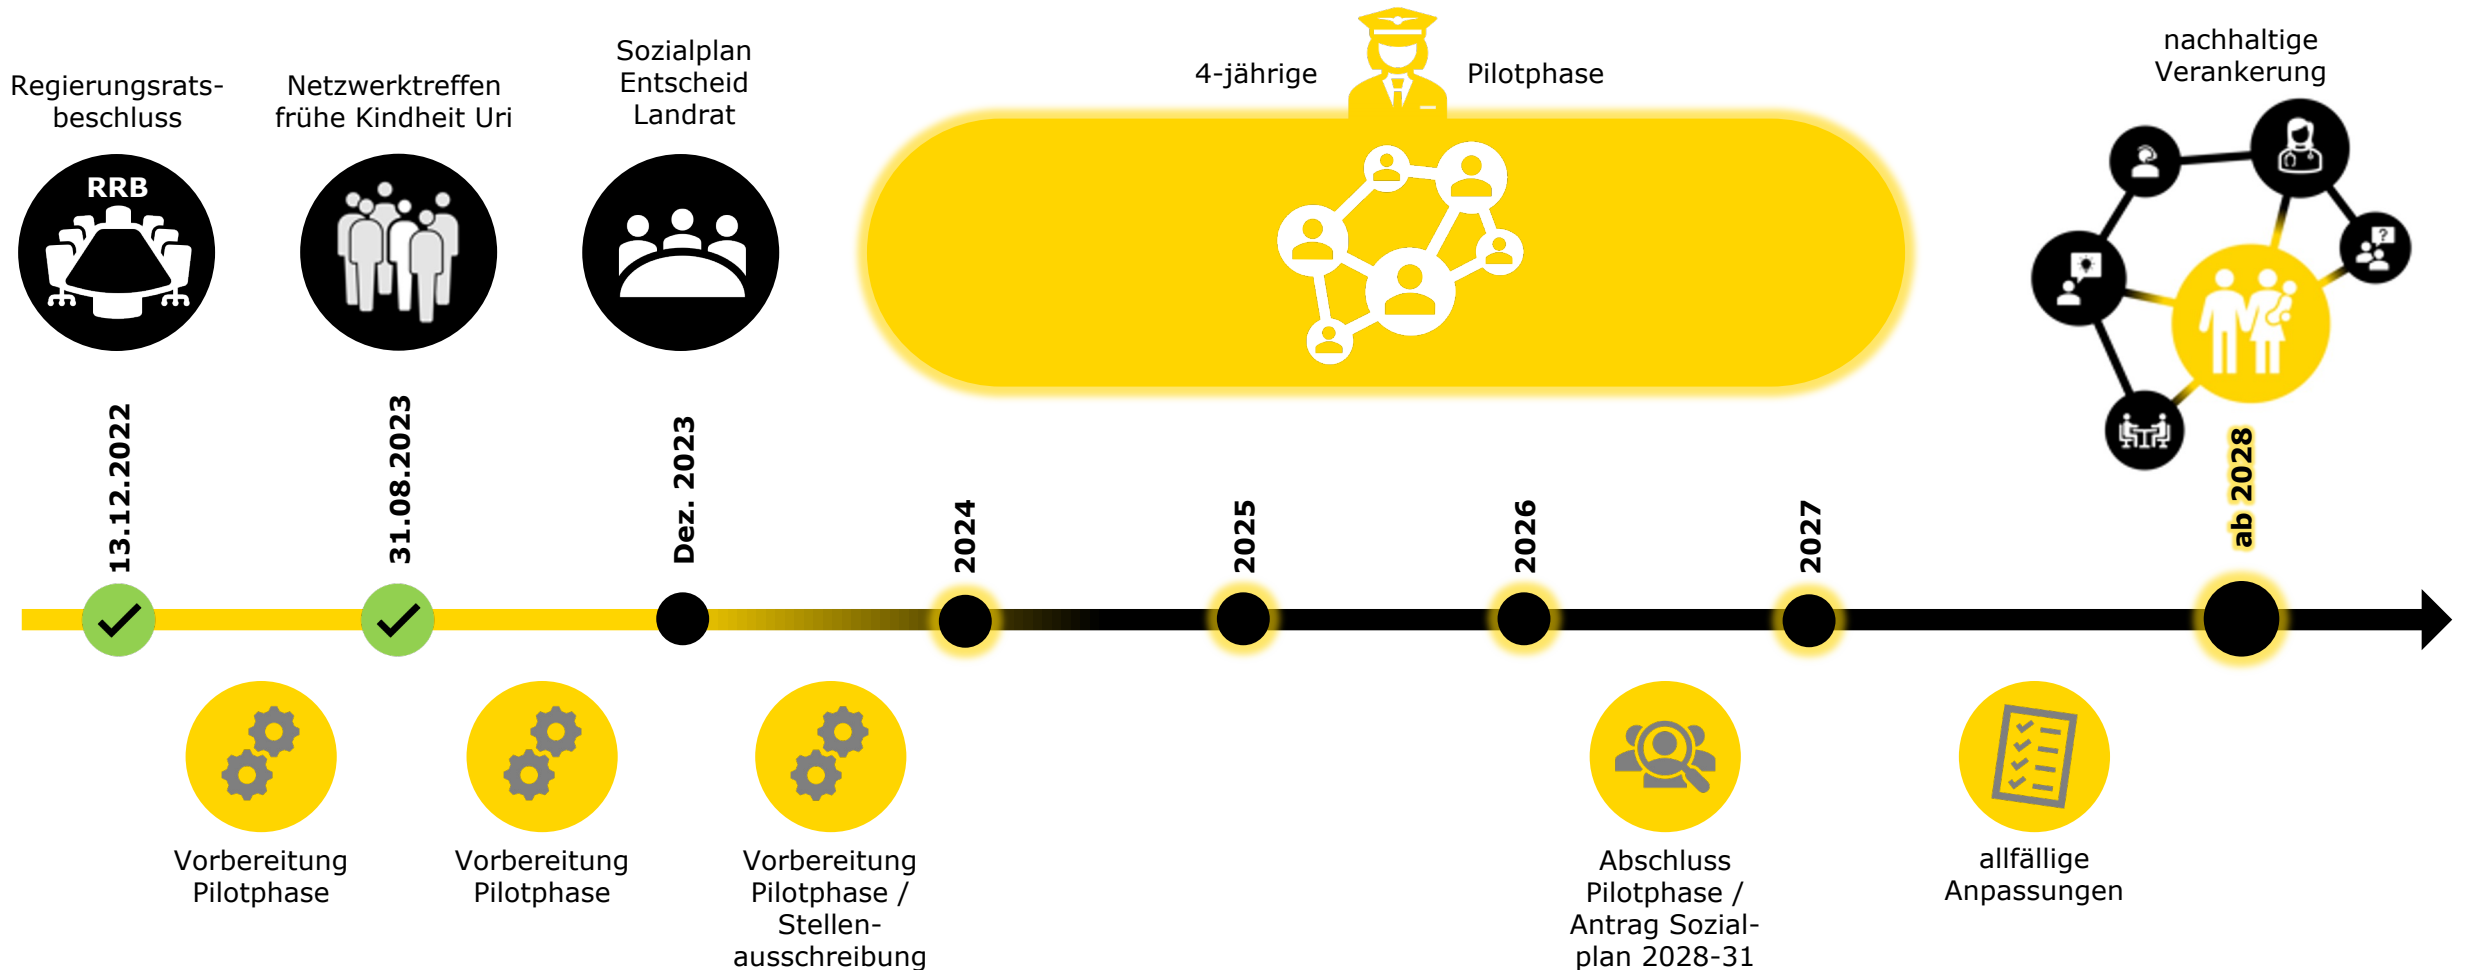 Regierungsrats-
beschluss
Netzwerktreffen
frühe Kindheit Uri
Sozialplan
Entscheid
Landrat
4-jährige
Pilotphase
nachhaltige
Verankerung
RRB
?
13.12.2022
31.08.2023
Dez. 2023
2024
2025
2026
2027
ab 2028
Vorbereitung
Pilotphase
Vorbereitung
Pilotphase
Vorbereitung
Pilotphase /
Stellen-
ausschreibung
Abschluss
Pilotphase /
Antrag Sozial-
plan 2028-31
allfällige
Anpassungen